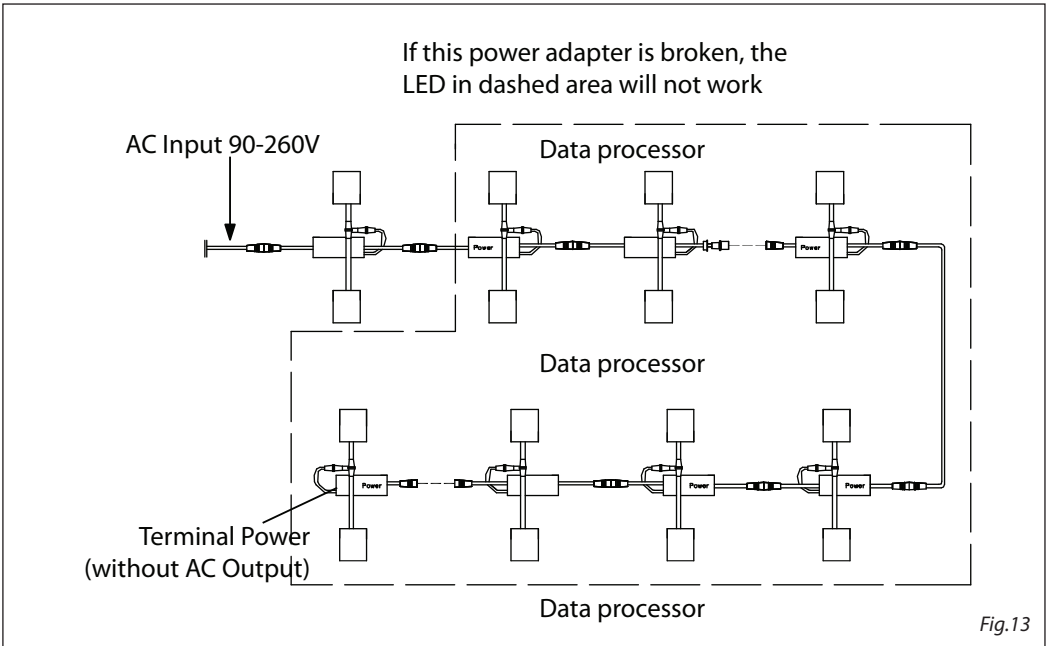 If this power adapter is broken, the
LED in dashed area will not work
AC Input 90-260V
Data processor
Power
Power
Data processor
Power
Power
Power
Terminal Power
(without AC Output)
Data processor
Fig.13